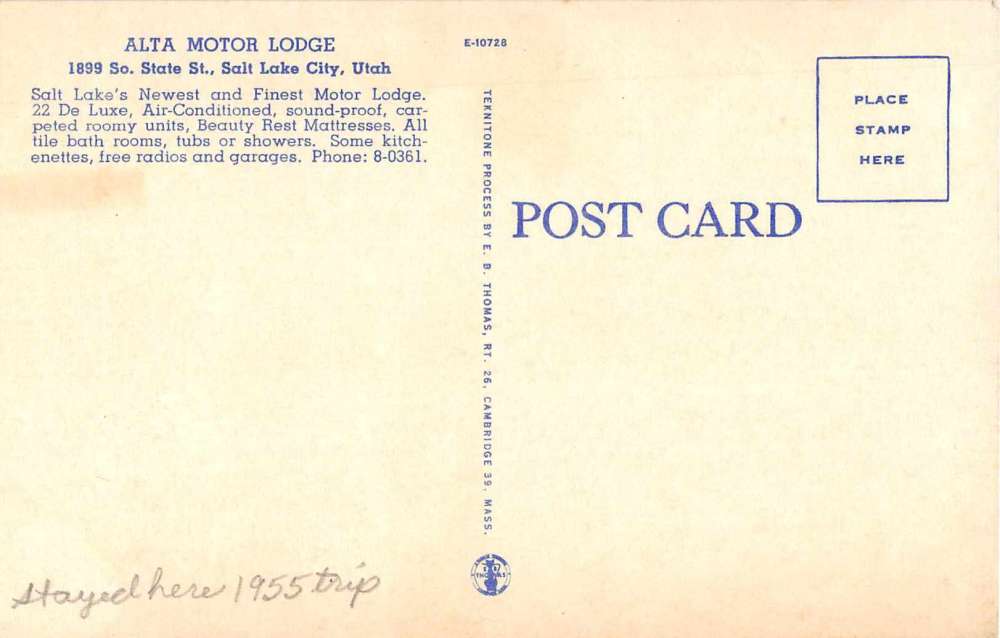 ALTA MOTOR LODGE
1899 So. State St., Salt Lake City, Utah
Salt Lake's Newest and Finest Motor Lodge.
22 De Luxe, Air-Conditioned, sound-proof, car-
peted roomy units, Beauty Rest Mattresses. All
tile bath rooms, tubs or showers. Some kitch-
enettes, free radios and garages. Phone: 8-0361.
E-10728
TEKNITONE PROCESS BY E. B. THOMAS, RT. 26, CAMBRIDGE 39, MASS.
PLACE
STAMP
HERE
POST CARD
THOMAS
Stayed here 1955 trip